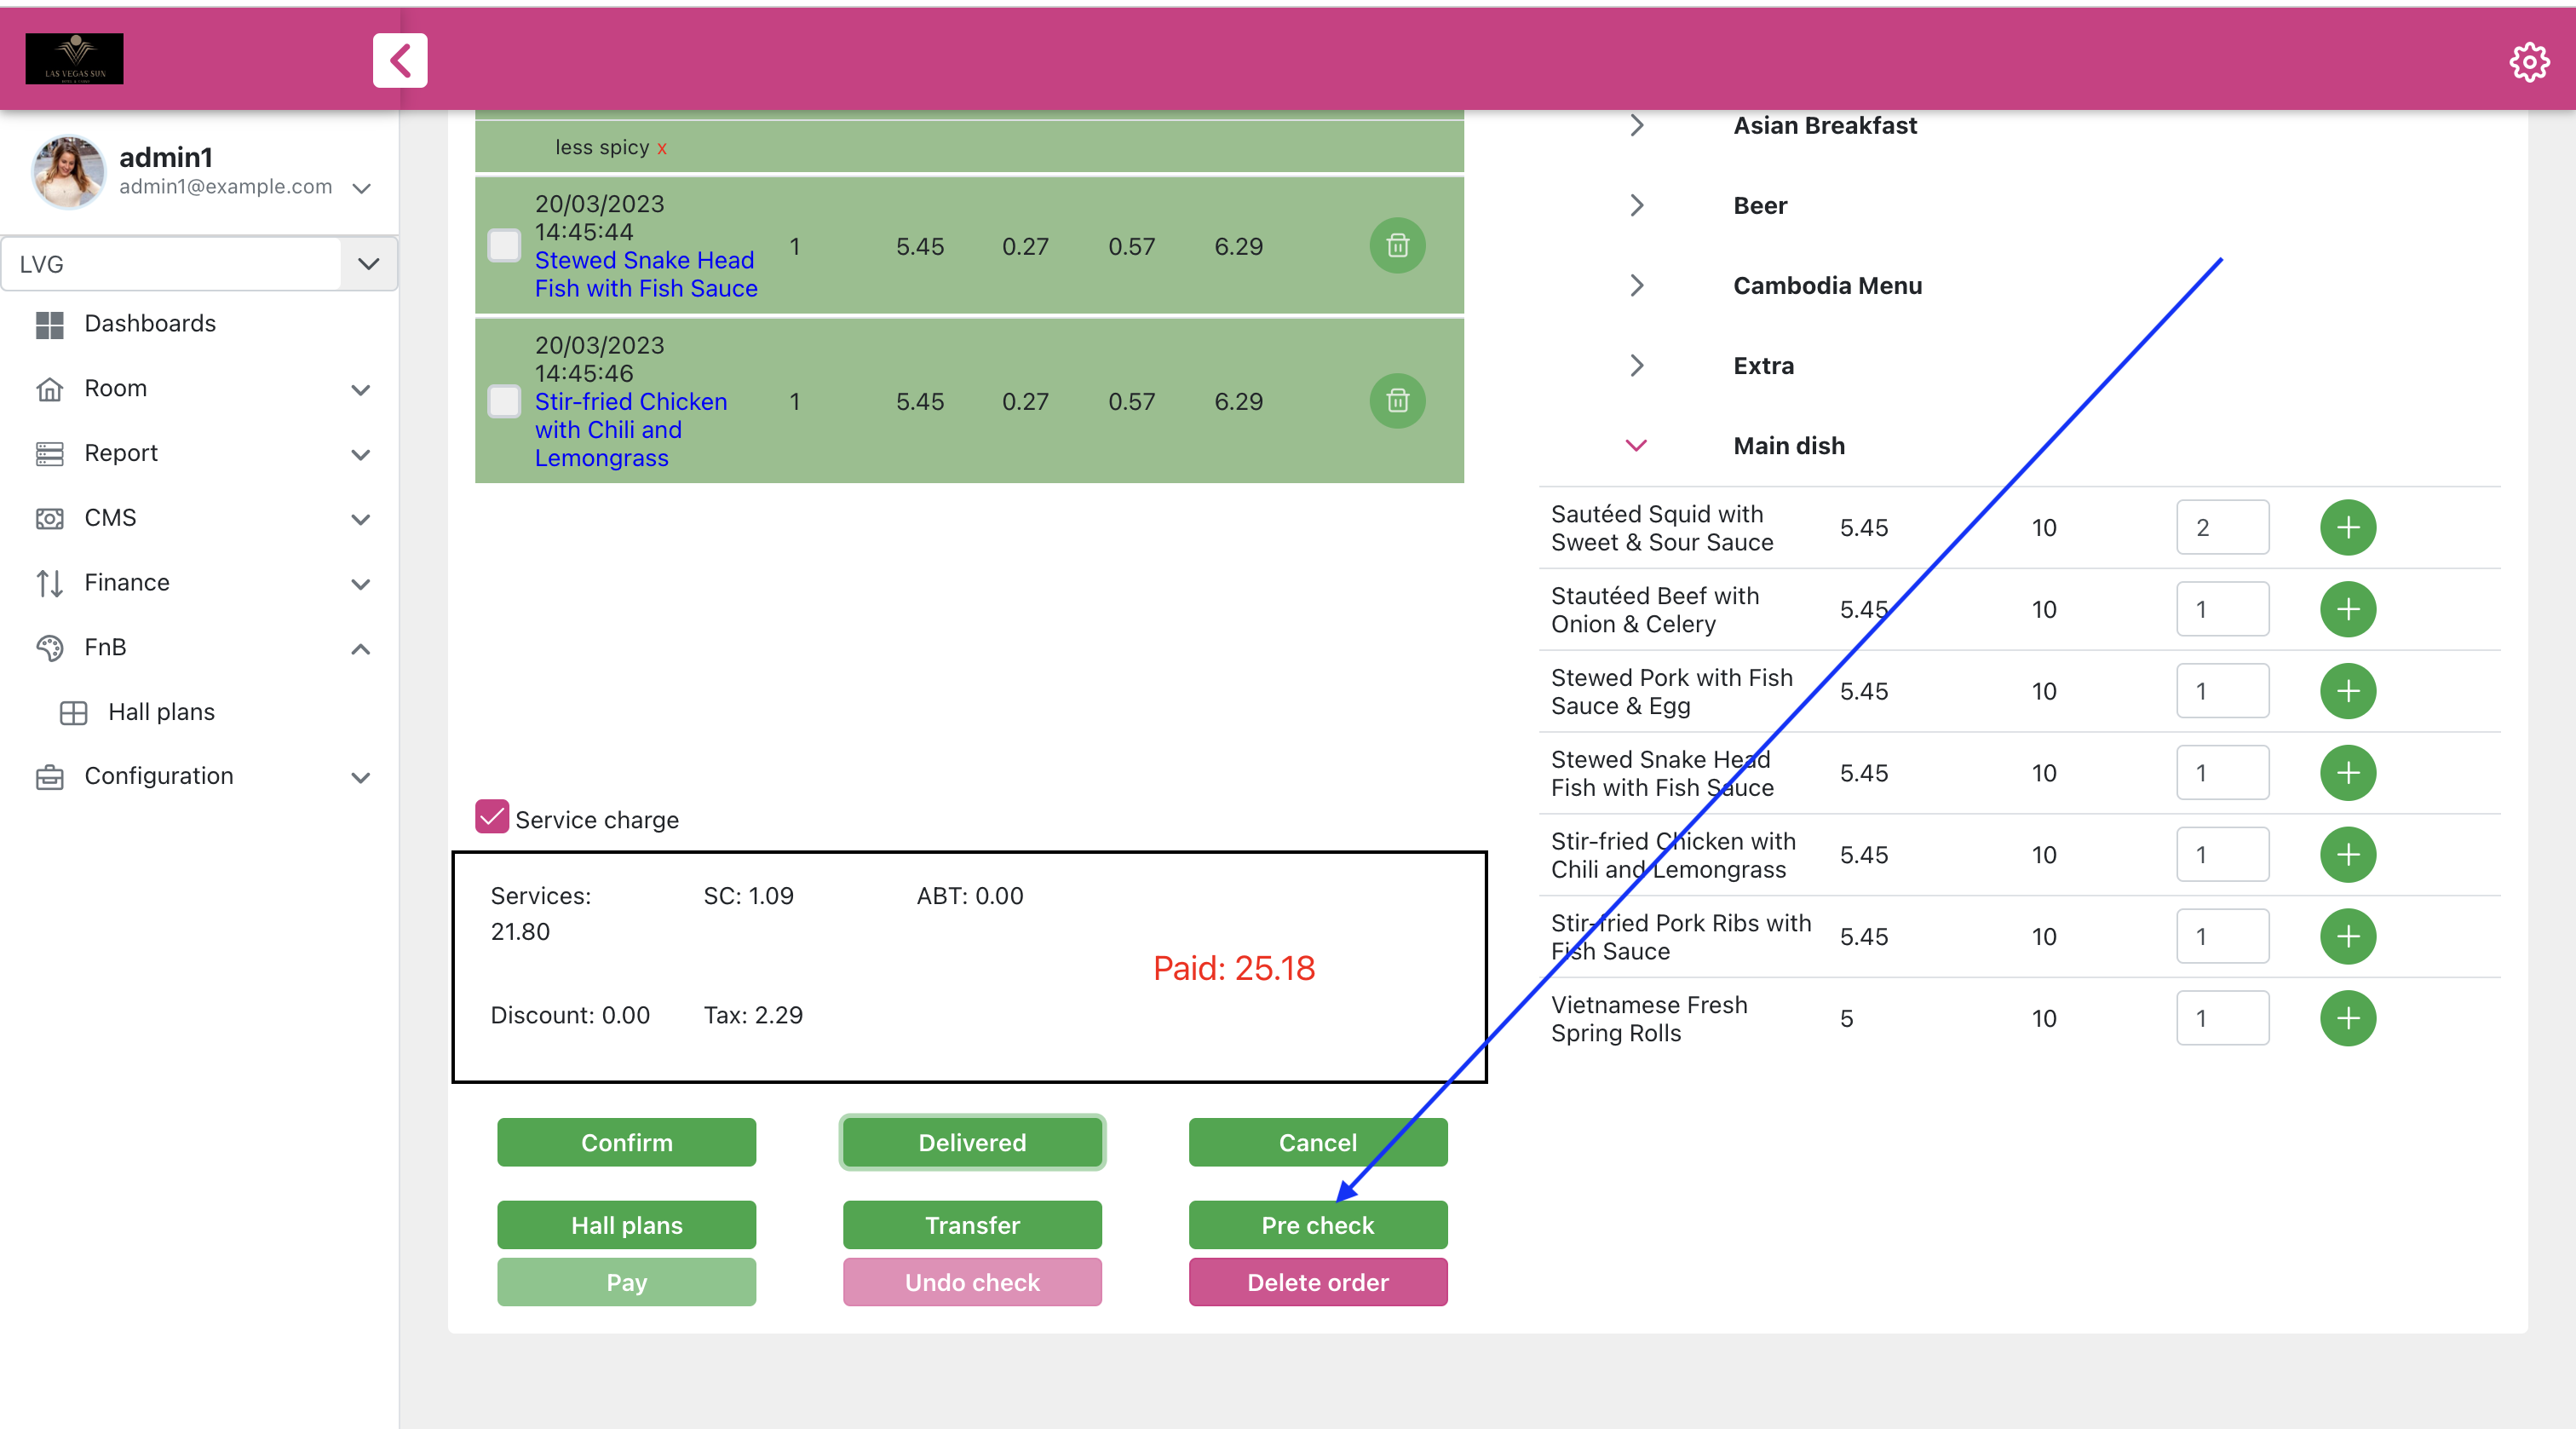 LAS VEGAS SUN
admin1
admin1@example.com
LVG
Dashboards
Room
Report
CMS
Finance
FnB
Hall plans
Configuration
less spicy x
20/03/2023
14:45:44
Stewed Snake Head
Fish with Fish Sauce
1 5.45 0.27 0.57 6.29
20/03/2023
14:45:46
Stir-fried Chicken
with Chili and
Lemongrass
1 5.45 0.27 0.57 6.29
Service charge
Services:
21.80
SC: 1.09
ABT: 0.00
Paid: 25.18
Discount: 0.00
Tax: 2.29
Confirm
Delivered
Cancel
Hall plans
Transfer
Pre check
Pay
Undo check
Delete order
Asian Breakfast
Beer
Cambodia Menu
Extra
Main dish
Sautéed Squid with
Sweet & Sour Sauce
5.45 10 2
Stautéed Beef with
Onion & Celery
5.45 10 1
Stewed Pork with Fish
Sauce & Egg
5.45 10 1
Stewed Snake Head
Fish with Fish Sauce
5.45 10 1
Stir-fried Chicken with
Chili and Lemongrass
5.45 10 1
Stir-fried Pork Ribs with
Fish Sauce
5.45 10 1
Vietnamese Fresh
Spring Rolls
5 10 1